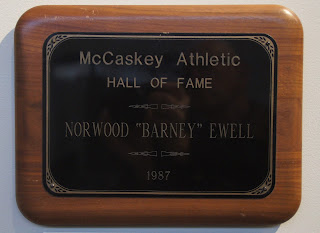 McCaskey Athletic
HALL OF FAME
NORWOOD "BARNEY" EWELL
1987